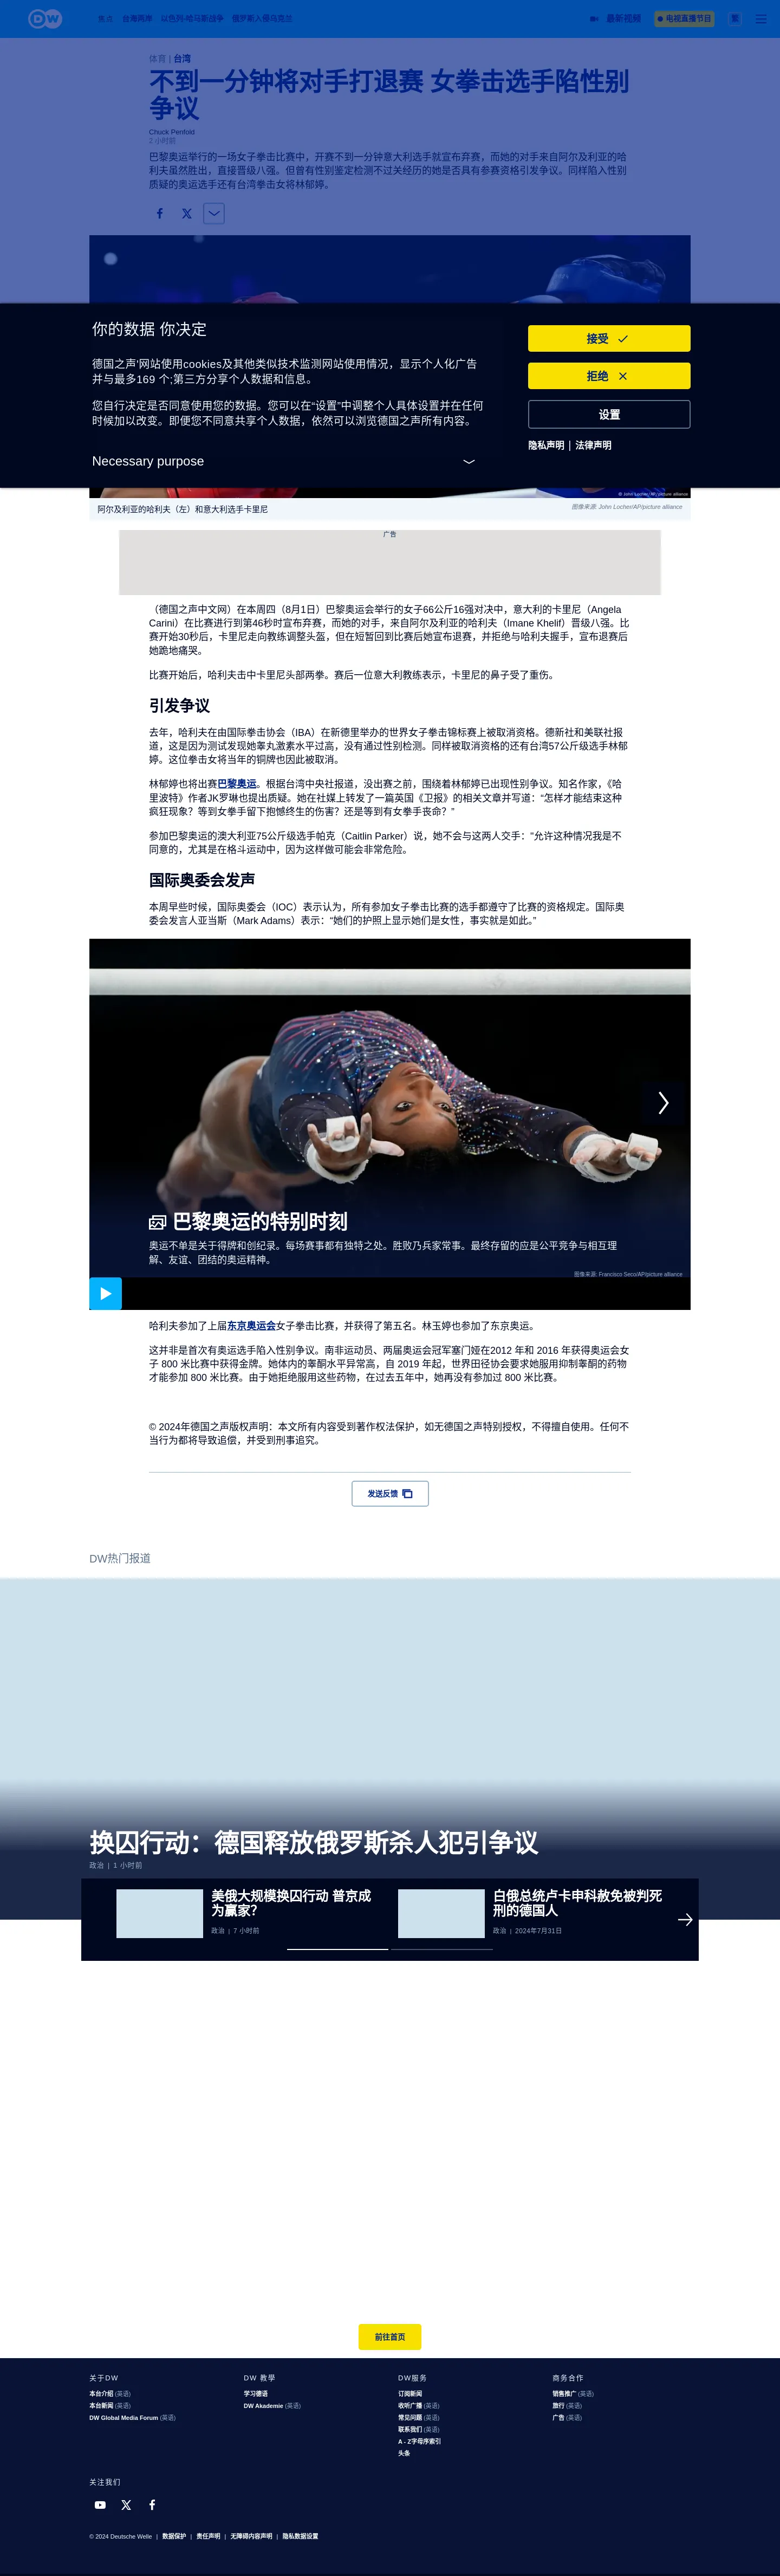 DW
焦点 台海两岸 以色列-哈马斯战争 俄罗斯入侵乌克兰
最新视频
电视直播节目
繁
体育 | 台湾
不到一分钟将对手打退赛 女拳击选手陷性别
争议
Chuck Penfold
2 小时前
巴黎奥运举行的一场女子拳击比赛中，开赛不到一分钟意大利选手就宣布弃赛，而她的对手来自阿尔及利亚的哈
利夫虽然胜出，直接晋级八强。但曾有性别鉴定检测不过关经历的她是否具有参赛资格引发争议。同样陷入性别
质疑的奥运选手还有台湾拳击女将林郁婷。
你的数据 你决定
德国之声'网站使用cookies及其他类似技术监测网站使用情况，显示个人化广告
并与最多169 个;第三方分享个人数据和信息。
您自行决定是否同意使用您的数据。您可以在“设置”中调整个人具体设置并在任何
时候加以改变。即便您不同意共享个人数据，依然可以浏览德国之声所有内容。
Necessary purpose
接受
拒绝
设置
隐私声明 | 法律声明
© John Locher/AP/picture alliance
阿尔及利亚的哈利夫（左）和意大利选手卡里尼
图像来源: John Locher/AP/picture alliance
广告
（德国之声中文网）在本周四（8月1日）巴黎奥运会举行的女子66公斤16强对决中，意大利的卡里尼（Angela
Carini）在比赛进行到第46秒时宣布弃赛，而她的对手，来自阿尔及利亚的哈利夫（Imane Khelif）晋级八强。比
赛开始30秒后，卡里尼走向教练调整头盔，但在短暂回到比赛后她宣布退赛，并拒绝与哈利夫握手，宣布退赛后
她跪地痛哭。
比赛开始后，哈利夫击中卡里尼头部两拳。赛后一位意大利教练表示，卡里尼的鼻子受了重伤。
引发争议
去年，哈利夫在由国际拳击协会（IBA）在新德里举办的世界女子拳击锦标赛上被取消资格。德新社和美联社报
道，这是因为测试发现她睾丸激素水平过高，没有通过性别检测。同样被取消资格的还有台湾57公斤级选手林郁
婷。这位拳击女将当年的铜牌也因此被取消。
林郁婷也将出赛巴黎奥运。根据台湾中央社报道，没出赛之前，围绕着林郁婷已出现性别争议。知名作家，《哈
里波特》作者JK罗琳也提出质疑。她在社媒上转发了一篇英国《卫报》的相关文章并写道：“怎样才能结束这种
疯狂现象？等到女拳手留下抱憾终生的伤害？还是等到有女拳手丧命？”
参加巴黎奥运的澳大利亚75公斤级选手帕克（Caitlin Parker）说，她不会与这两人交手：”允许这种情况我是不
同意的，尤其是在格斗运动中，因为这样做可能会非常危险。
国际奥委会发声
本周早些时候，国际奥委会（IOC）表示认为，所有参加女子拳击比赛的选手都遵守了比赛的资格规定。国际奥
委会发言人亚当斯（Mark Adams）表示：“她们的护照上显示她们是女性，事实就是如此。”
巴黎奥运的特别时刻
奥运不单是关于得牌和创纪录。每场赛事都有独特之处。胜败乃兵家常事。最终存留的应是公平竞争与相互理
解、友谊、团结的奥运精神。
图像来源: Francisco Seco/AP/picture alliance
哈利夫参加了上届东京奥运会女子拳击比赛，并获得了第五名。林玉婷也参加了东京奥运。
这并非是首次有奥运选手陷入性别争议。南非运动员、两届奥运会冠军塞门娅在2012 年和 2016 年获得奥运会女
子 800 米比赛中获得金牌。她体内的睾酮水平异常高，自 2019 年起，世界田径协会要求她服用抑制睾酮的药物
才能参加 800 米比赛。由于她拒绝服用这些药物，在过去五年中，她再没有参加过 800 米比赛。
© 2024年德国之声版权声明：本文所有内容受到著作权法保护，如无德国之声特别授权，不得擅自使用。任何不
当行为都将导致追偿，并受到刑事追究。
发送反馈
DW热门报道
换囚行动：德国释放俄罗斯杀人犯引争议
政治 | 1 小时前
美俄大规模换囚行动 普京成
为赢家？
政治 | 7 小时前
白俄总统卢卡申科赦免被判死
刑的德国人
政治 | 2024年7月31日
前往首页
关于DW
本台介绍 (英语)
本台新闻 (英语)
DW Global Media Forum (英语)
DW 教學
学习德语
DW Akademie (英语)
DW服务
订阅新闻
收听广播 (英语)
常见问题 (英语)
联系我们 (英语)
A - Z字母序索引
头条
商务合作
销售推广 (英语)
旅行 (英语)
广告 (英语)
关注我们
© 2024 Deutsche Welle | 数据保护 | 责任声明 | 无障碍内容声明 | 隐私数据设置